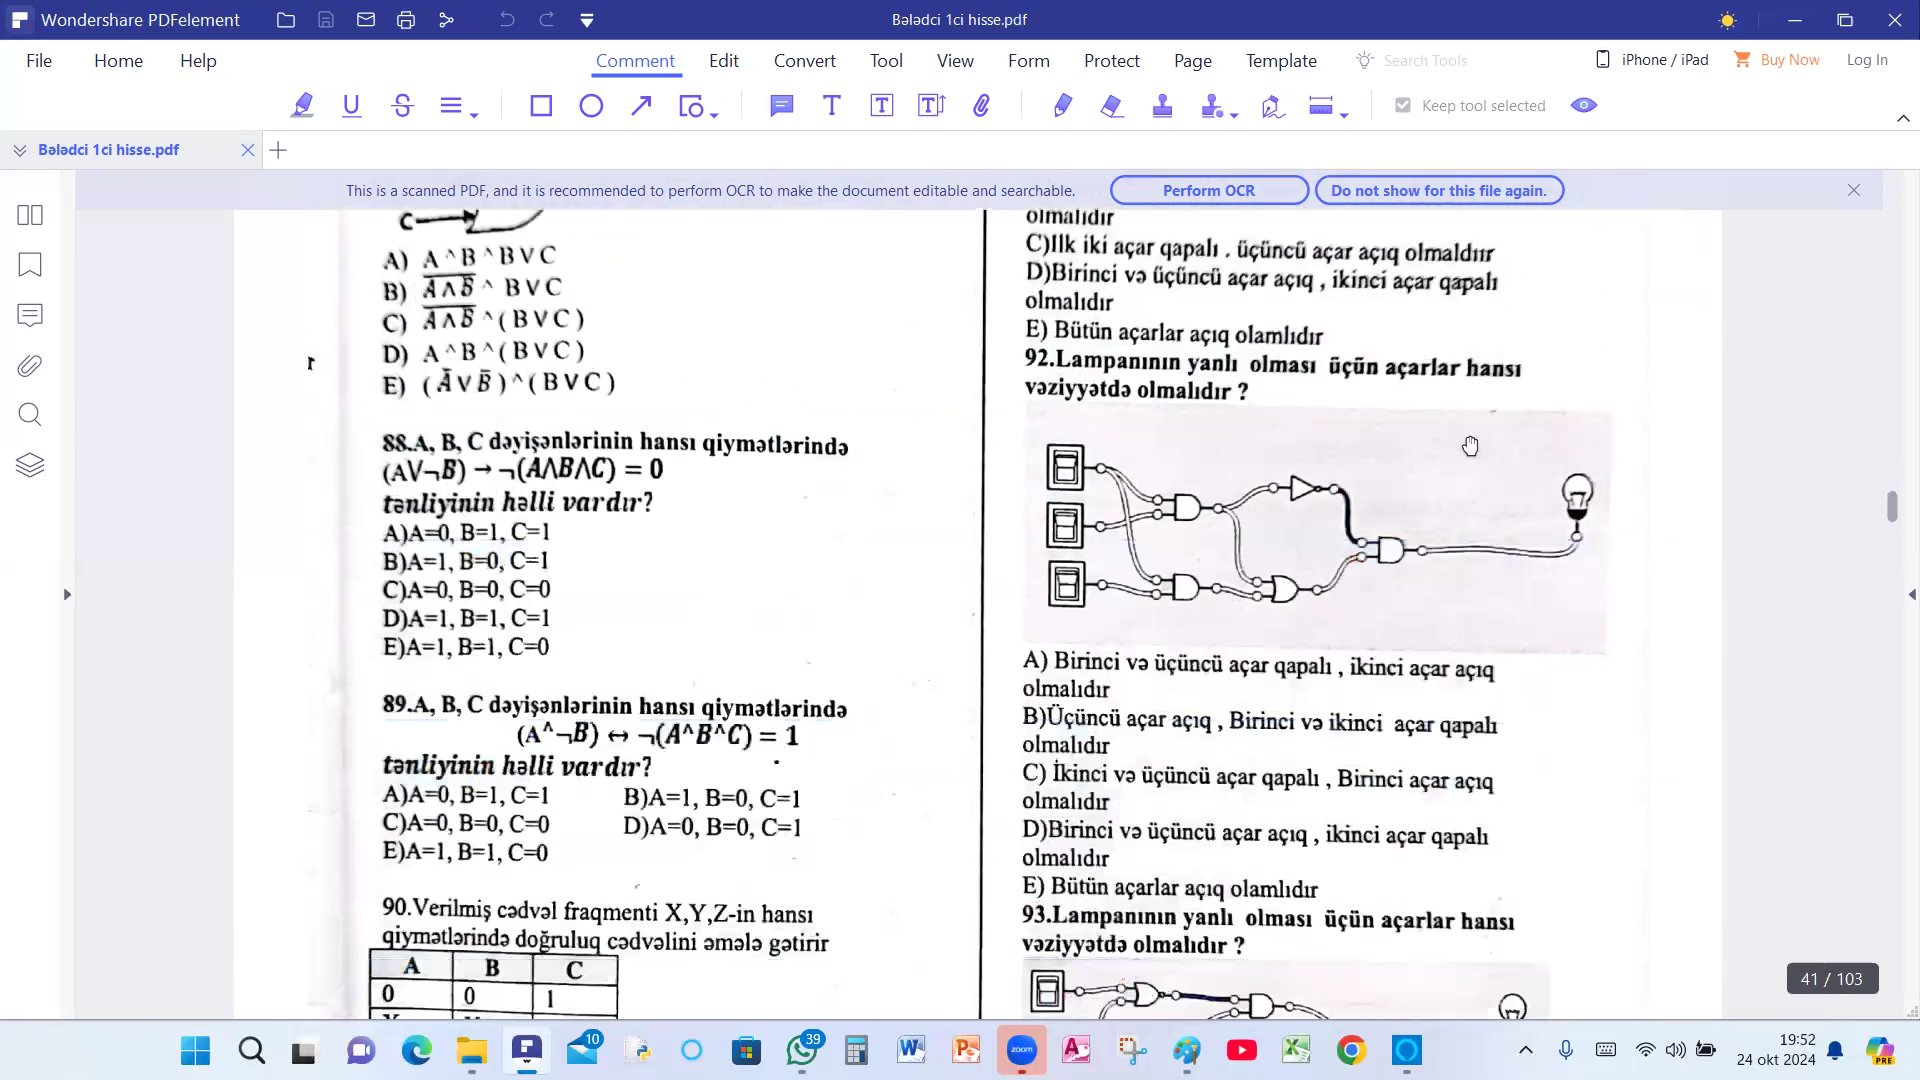 Wondershare PDFelement
Bələdci 1ci hisse.pdf
File Home Help
Comment Edit Convert Tool View Form Protect Page Template
Search Tools
iPhone / iPad
Buy Now
Log In
Keep tool selected
Bələdci 1ci hisse.pdf
This is a scanned PDF, and it is recommended to perform OCR to make the document editable and searchable.
Perform OCR
Do not show for this file again.
C
A) A ^ B ^ B V C
B) A̅ ̅∧̅ ̅B̅ ^ B V C
C) A̅ ̅∧̅ ̅B̅ ^ ( B V C )
D) A ^ B ^ ( B V C )
E) ( Ā V B̄ ) ^ ( B V C )
88.A, B, C dəyişənlərinin hansı qiymətlərində
(AV¬B) → ¬(A∧B∧C) = 0
tənliyinin həlli vardır?
A)A=0, B=1, C=1
B)A=1, B=0, C=1
C)A=0, B=0, C=0
D)A=1, B=1, C=1
E)A=1, B=1, C=0
89.A, B, C dəyişənlərinin hansı qiymətlərində
(A^¬B) ↔ ¬(A^B^C) = 1
tənliyinin həlli vardır?
A)A=0, B=1, C=1 B)A=1, B=0, C=1
C)A=0, B=0, C=0 D)A=0, B=0, C=1
E)A=1, B=1, C=0
90.Verilmiş cədvəl fraqmenti X,Y,Z-in hansı
qiymətlərində doğruluq cədvəlini əmələ gətirir
A B C
0 0 1
olmalıdır
C)Ilk iki açar qapalı . üçüncü açar açıq olmaldıır
D)Birinci və üçüncü açar açıq , ikinci açar qapalı
olmalıdır
E) Bütün açarlar açıq olamlıdır
92.Lampanının yanlı olması üçün açarlar hansı
vəziyyətdə olmalıdır ?
A) Birinci və üçüncü açar qapalı , ikinci açar açıq
olmalıdır
B)Üçüncü açar açıq , Birinci və ikinci açar qapalı
olmalıdır
C) İkinci və üçüncü açar qapalı , Birinci açar açıq
olmalıdır
D)Birinci və üçüncü açar açıq , ikinci açar qapalı
olmalıdır
E) Bütün açarlar açıq olamlıdır
93.Lampanının yanlı olması üçün açarlar hansı
vəziyyətdə olmalıdır ?
41 / 103
10
39
zoom
PRE
19:52
24 okt 2024